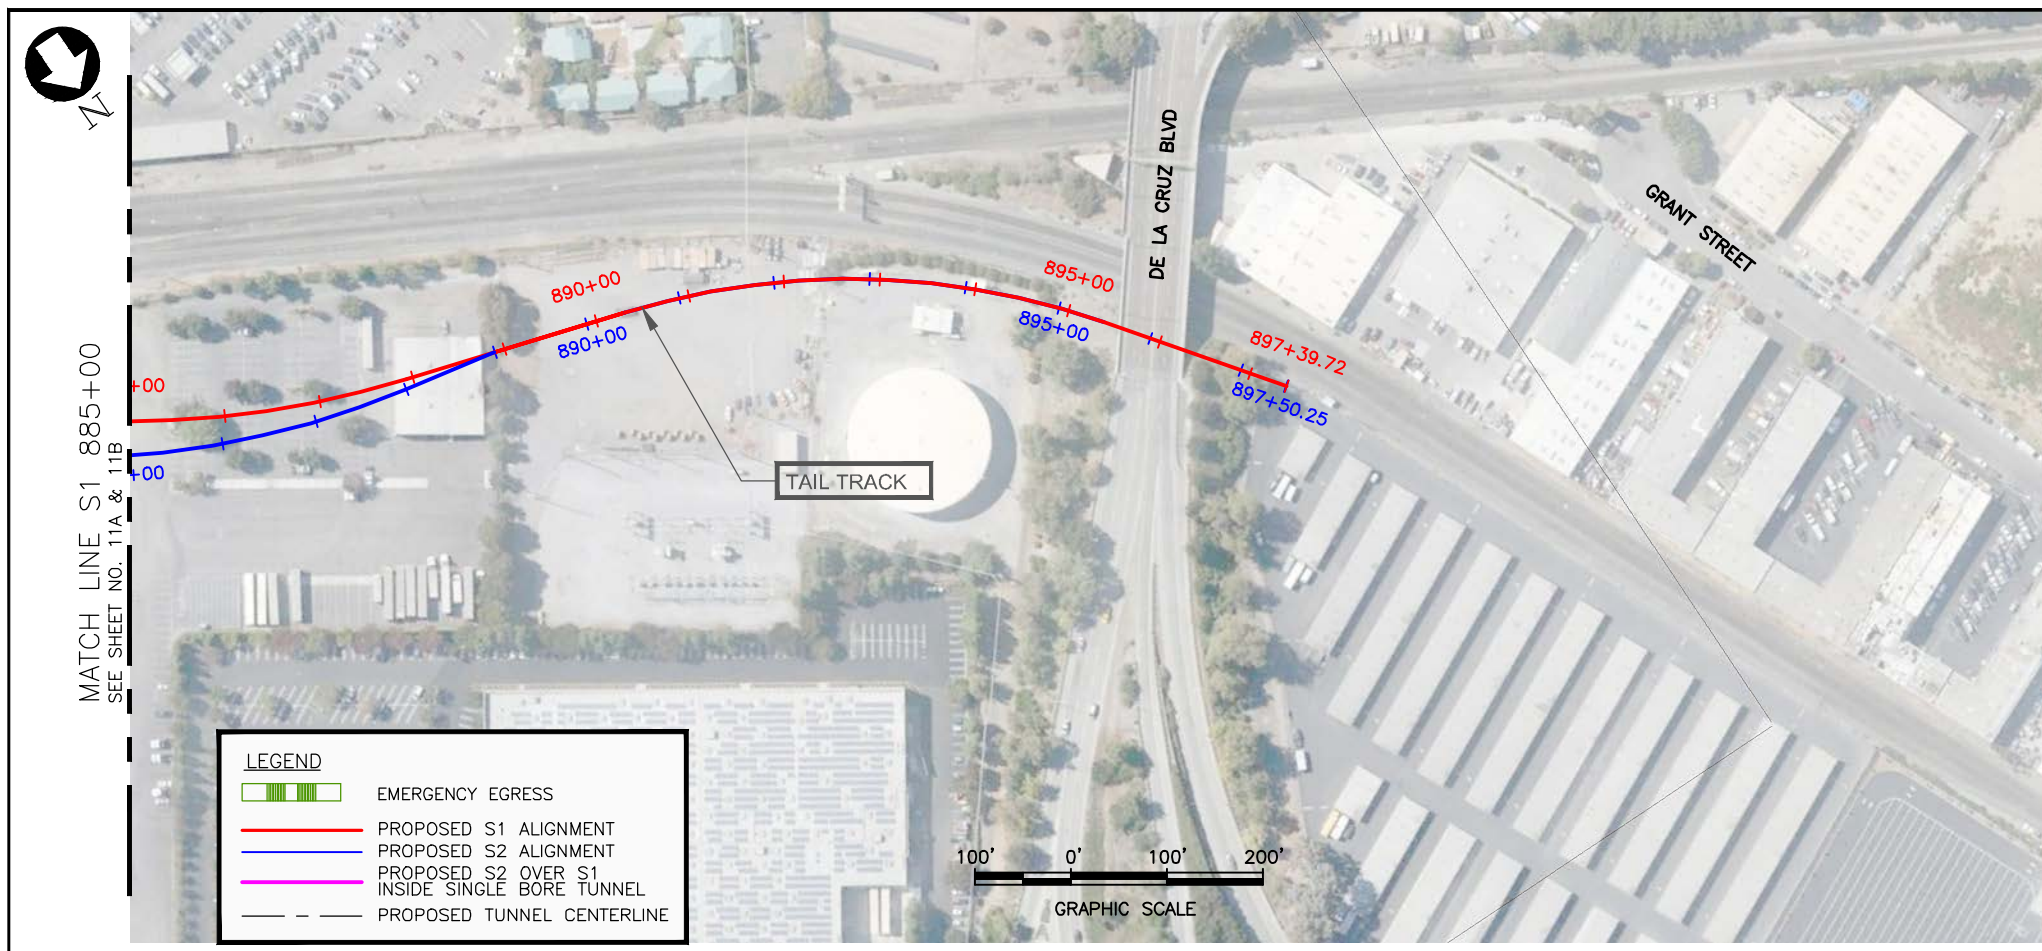 N
MATCH LINE S1 885+00
SEE SHEET NO. 11A & 11B
+00
+00
890+00
890+00
895+00
895+00
897+39.72
897+50.25
DE LA CRUZ BLVD
GRANT STREET
TAIL TRACK
LEGEND
EMERGENCY EGRESS
PROPOSED S1 ALIGNMENT
PROPOSED S2 ALIGNMENT
PROPOSED S2 OVER S1
INSIDE SINGLE BORE TUNNEL
PROPOSED TUNNEL CENTERLINE
100' 0' 100' 200'
GRAPHIC SCALE